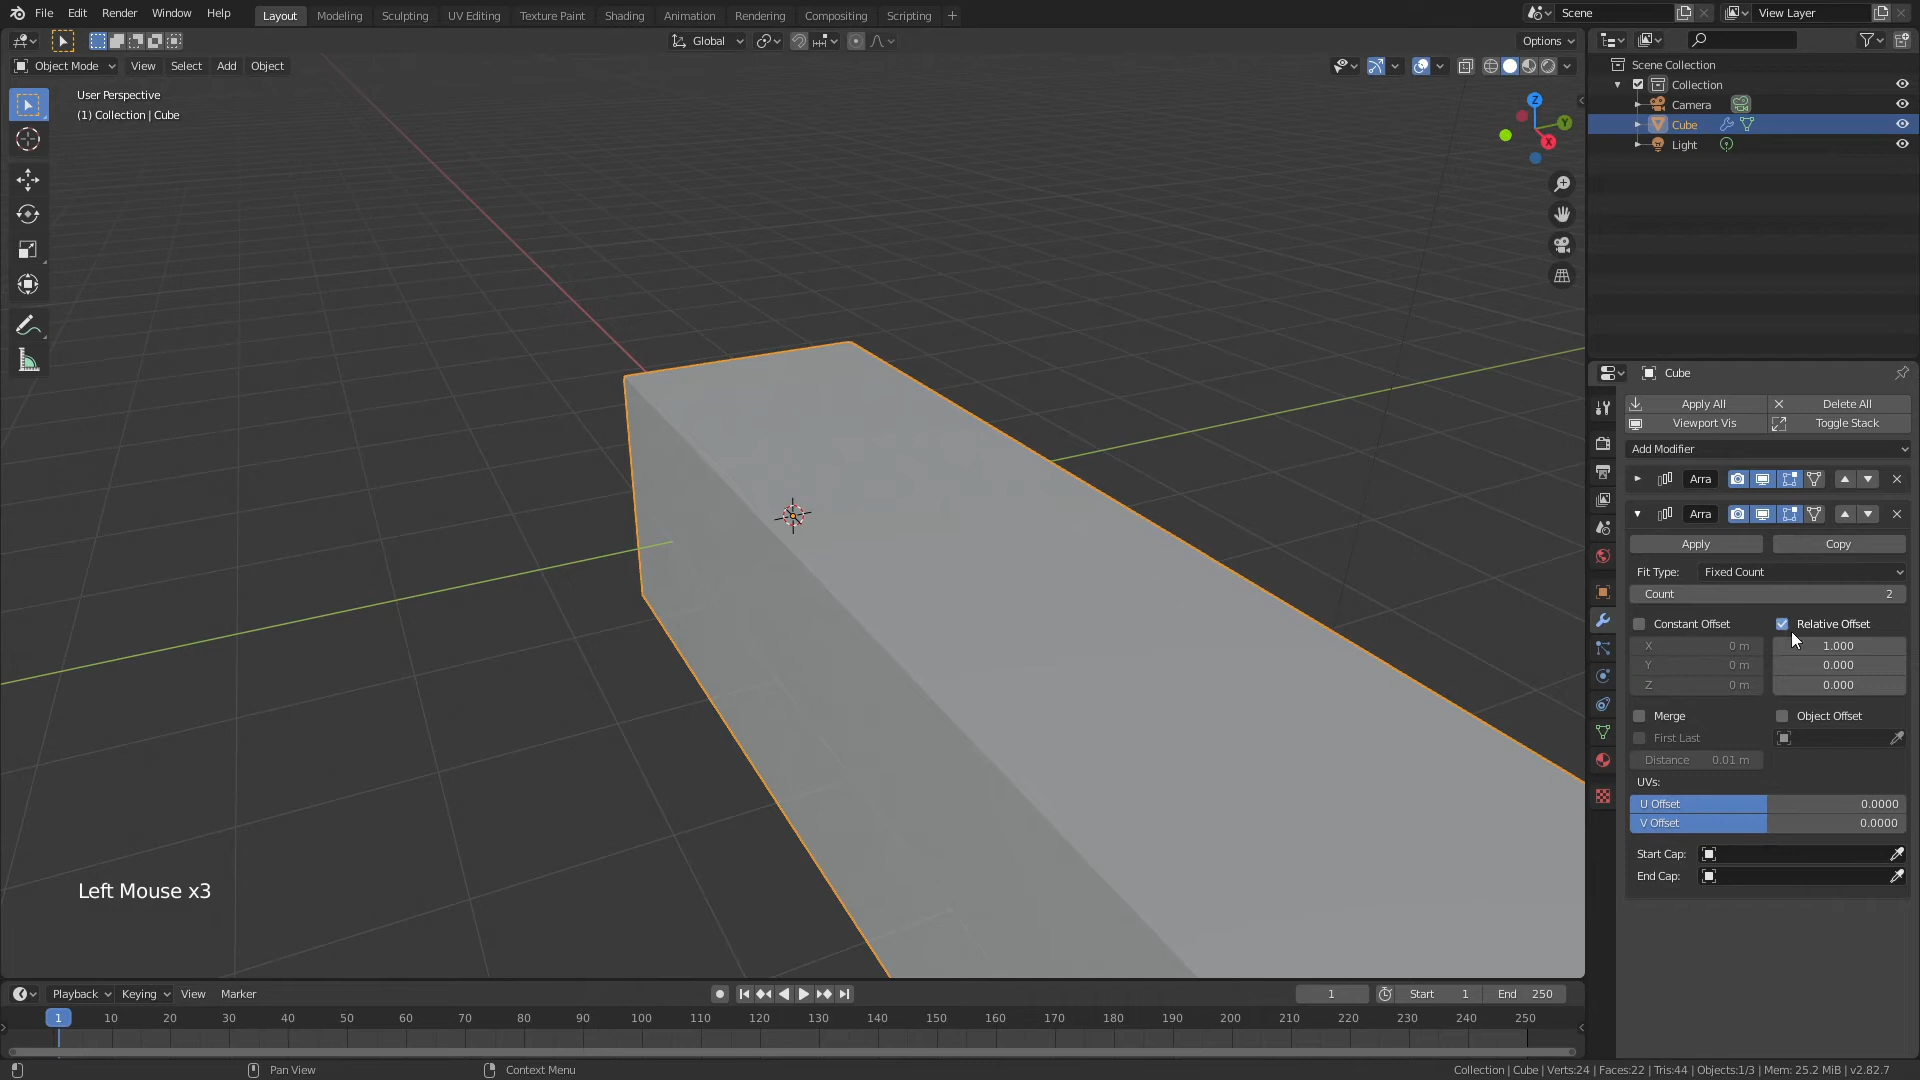 File Edit Render Window Help Layout Modeling Sculpting UV Editing Texture Paint Shading Animation Rendering Compositing Scripting + Scene View Layer
Global Options
Object Mode View Select Add Object
User Perspective
(1) Collection | Cube
Z
Y
X
Left Mouse x3
Scene Collection
Collection
Camera
Cube
Light
Cube
Apply All Delete All
Viewport Vis Toggle Stack
Add Modifier
Arra
Arra
Apply Copy
Fit Type: Fixed Count
Count 2
Constant Offset Relative Offset
X 0 m 1.000
Y 0 m 0.000
Z 0 m 0.000
Merge Object Offset
First Last
Distance 0.01 m
UVs:
U Offset 0.0000
V Offset 0.0000
Start Cap:
End Cap:
Playback Keying View Marker 1 Start 1 End 250
1 10 20 30 40 50 60 70 80 90 100 110 120 130 140 150 160 170 180 190 200 210 220 230 240 250
Pan View Context Menu Collection | Cube | Verts:24 | Faces:22 | Tris:44 | Objects:1/3 | Mem: 25.2 MiB | v2.82.7